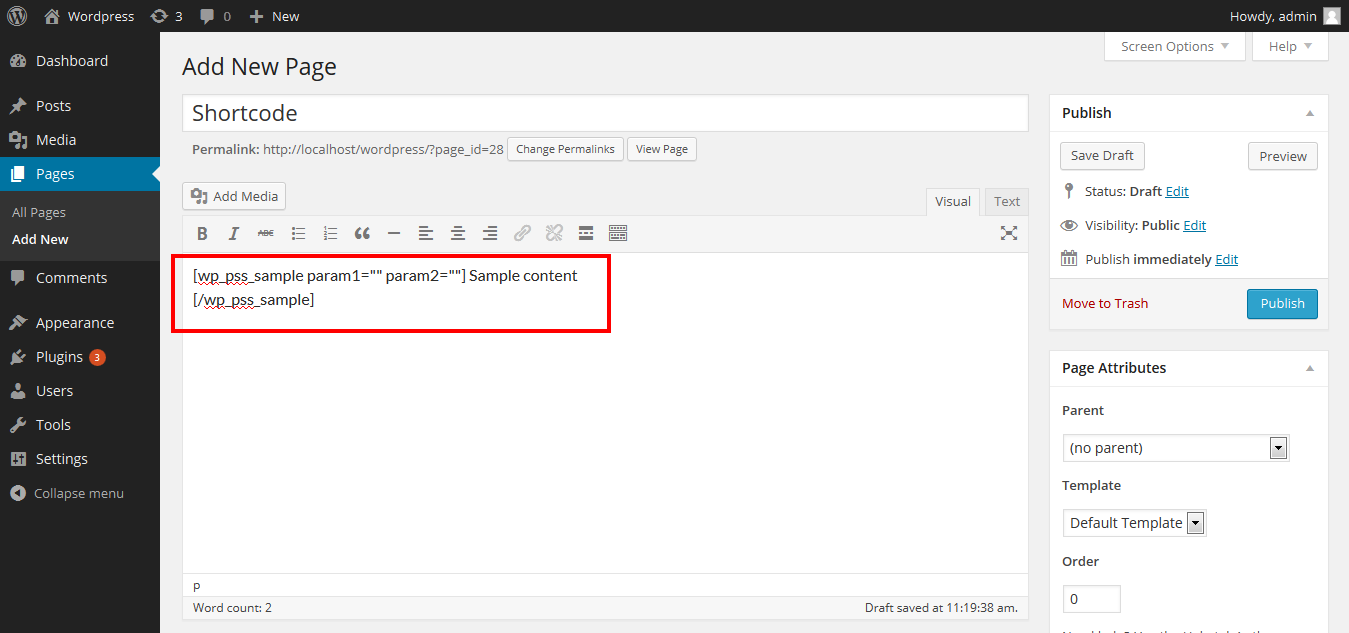 Wordpress 3 0 New Howdy, admin
Screen Options Help
Dashboard
Posts
Media
Pages
All Pages
Add New
Comments
Appearance
Plugins 3
Users
Tools
Settings
Collapse menu
Add New Page
Shortcode
Permalink: http://localhost/wordpress/?page_id=28 Change Permalinks View Page
Add Media
Visual Text
B I ABC
[wp_pss_sample param1="" param2=""] Sample content
[/wp_pss_sample]
p
Word count: 2 Draft saved at 11:19:38 am.
Publish
Save Draft Preview
Status: Draft Edit
Visibility: Public Edit
Publish immediately Edit
Move to Trash Publish
Page Attributes
Parent
(no parent)
Template
Default Template
Order
0